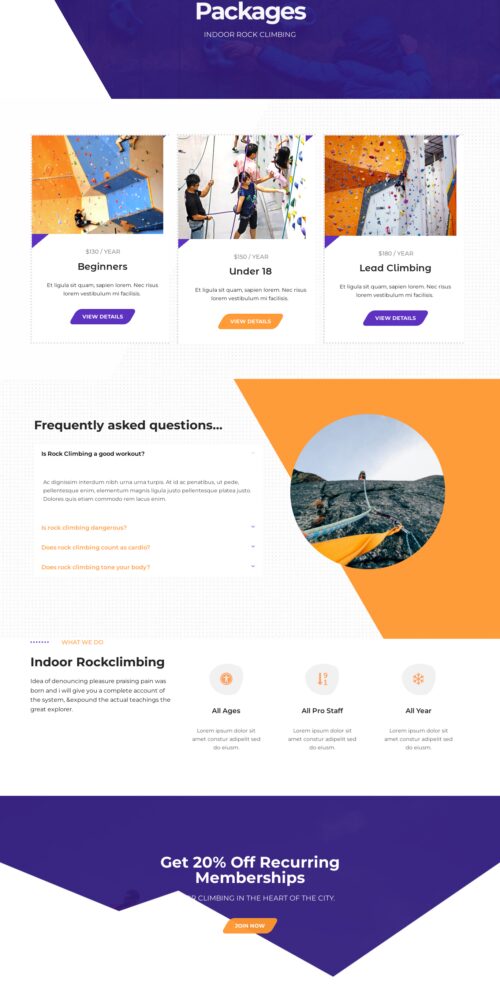 Packages
INDOOR ROCK CLIMBING
$130 / YEAR
Beginners
Et ligula sit quam, sapien lorem. Nec risus
lorem vestibulum mi facilisis.
VIEW DETAILS
$150 / YEAR
Under 18
Et ligula sit quam, sapien lorem. Nec risus
lorem vestibulum mi facilisis.
VIEW DETAILS
$180 / YEAR
Lead Climbing
Et ligula sit quam, sapien lorem. Nec risus
lorem vestibulum mi facilisis.
VIEW DETAILS
Frequently asked questions...
Is Rock Climbing a good workout?
Ac dignissim interdum nibh urna urna turpis. At id ac penatibus, ut pede,
pellentesque enim, elementum magnis ligula justo pellentesque platea justo.
Dolores quis etiam commodo rem lacus enim.
Is rock climbing dangerous?
Does rock climbing count as cardio?
Does rock climbing tone your body?
WHAT WE DO
Indoor Rockclimbing
Idea of denouncing pleasure praising pain was
born and i will give you a complete account of
the system, &expound the actual teachings the
great explorer.
All Ages
Lorem ipsum dolor sit
amet constur adipelit sed
do eiusm.
9
1
All Pro Staff
Lorem ipsum dolor sit
amet constur adipelit sed
do eiusm.
All Year
Lorem ipsum dolor sit
amet constur adipelit sed
do eiusm.
Get 20% Off Recurring
Memberships
CLIMBING IN THE HEART OF THE CITY.
JOIN NOW